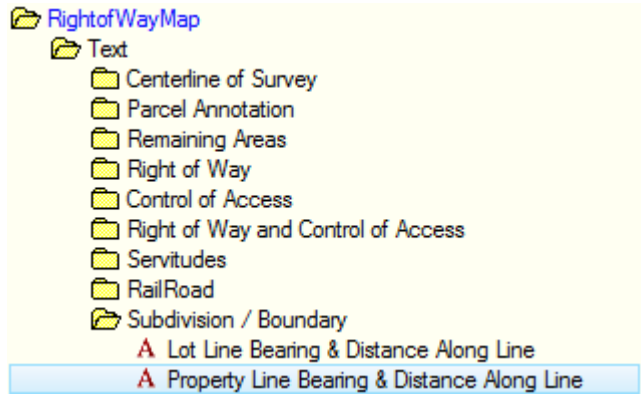 RightofWayMap
Text
Centerline of Survey
Parcel Annotation
Remaining Areas
Right of Way
Control of Access
Right of Way and Control of Access
Servitudes
RailRoad
Subdivision / Boundary
A Lot Line Bearing & Distance Along Line
A Property Line Bearing & Distance Along Line